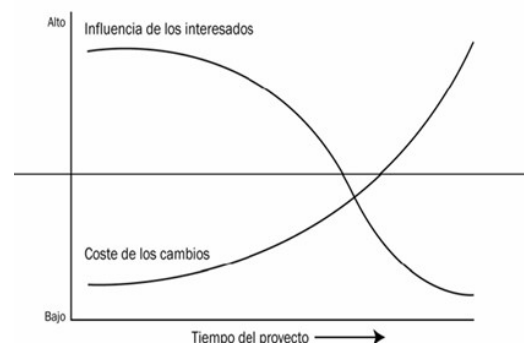 Alto
Influencia de los interesados
Coste de los cambios
Bajo
Tiempo del proyecto